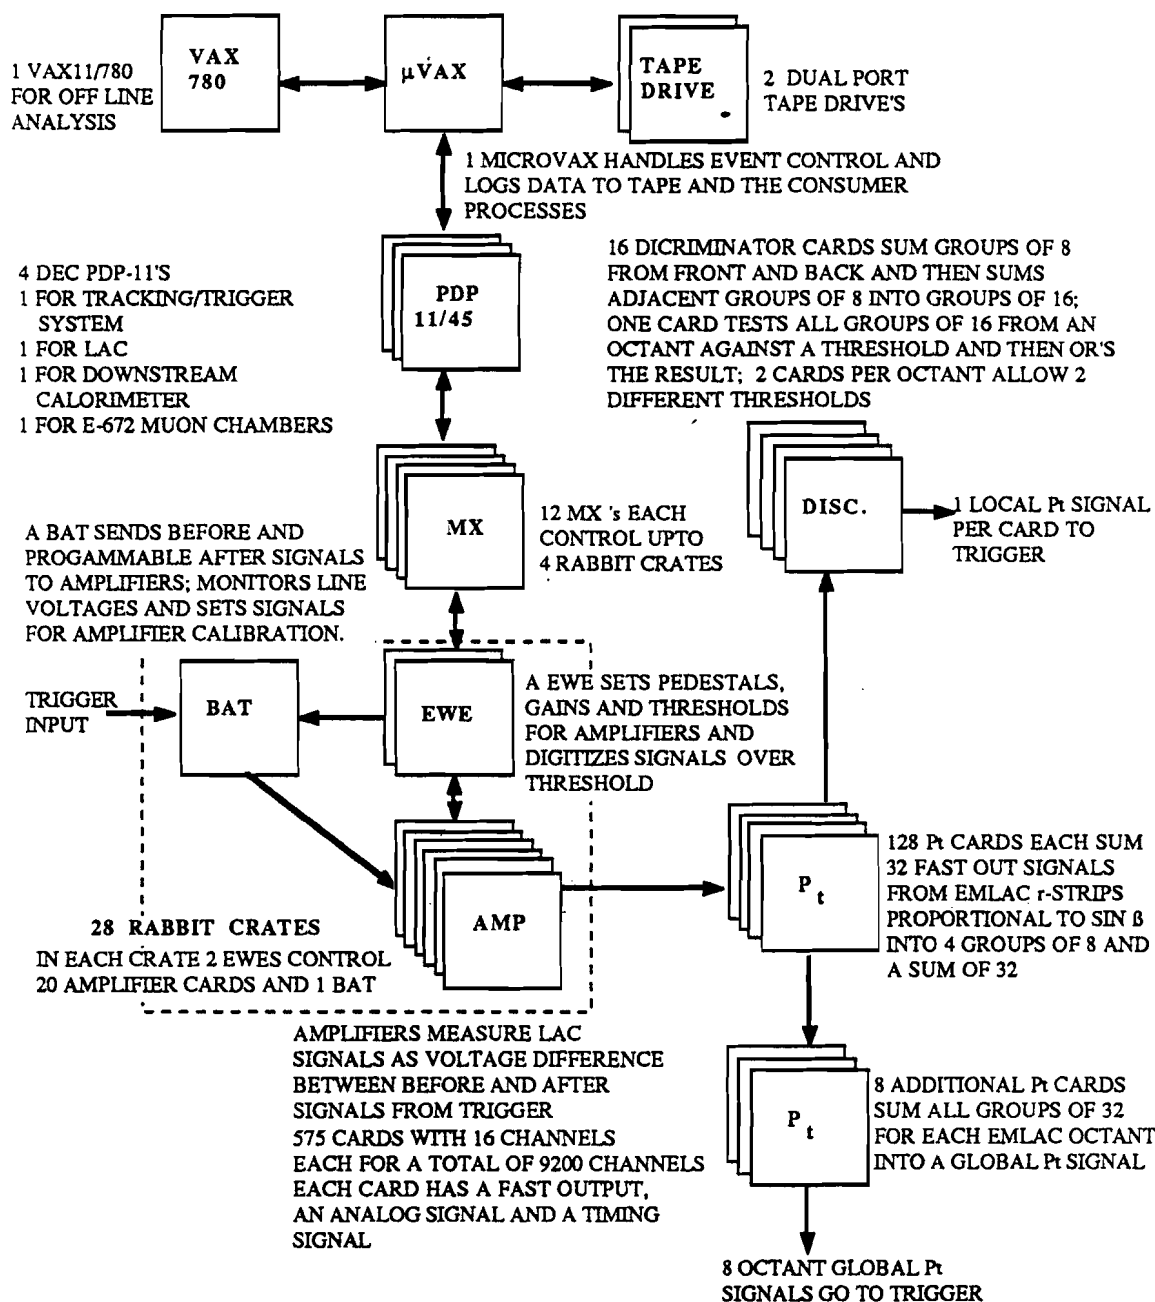 VAX
780
µVAX
TAPE
DRIVE
1 VAX11/780
FOR OFF LINE
ANALYSIS
2 DUAL PORT
TAPE DRIVE'S
1 MICROVAX HANDLES EVENT CONTROL AND
LOGS DATA TO TAPE AND THE CONSUMER
PROCESSES
4 DEC PDP-11'S
1 FOR TRACKING/TRIGGER
SYSTEM
1 FOR LAC
1 FOR DOWNSTREAM
CALORIMETER
1 FOR E-672 MUON CHAMBERS
PDP
11/45
16 DICRIMINATOR CARDS SUM GROUPS OF 8
FROM FRONT AND BACK AND THEN SUMS
ADJACENT GROUPS OF 8 INTO GROUPS OF 16;
ONE CARD TESTS ALL GROUPS OF 16 FROM AN
OCTANT AGAINST A THRESHOLD AND THEN OR'S
THE RESULT; 2 CARDS PER OCTANT ALLOW 2
DIFFERENT THRESHOLDS
MX
12 MX 's EACH
CONTROL UPTO
4 RABBIT CRATES
DISC.
1 LOCAL Pt SIGNAL
PER CARD TO
TRIGGER
A BAT SENDS BEFORE AND
PROGAMMABLE AFTER SIGNALS
TO AMPLIFIERS; MONITORS LINE
VOLTAGES AND SETS SIGNALS
FOR AMPLIFIER CALIBRATION.
TRIGGER
INPUT
BAT
EWE
A EWE SETS PEDESTALS,
GAINS AND THRESHOLDS
FOR AMPLIFIERS AND
DIGITIZES SIGNALS OVER
THRESHOLD
AMP
28 RABBIT CRATES
IN EACH CRATE 2 EWES CONTROL
20 AMPLIFIER CARDS AND 1 BAT
Pt
128 Pt CARDS EACH SUM
32 FAST OUT SIGNALS
FROM EMLAC r-STRIPS
PROPORTIONAL TO SIN ß
INTO 4 GROUPS OF 8 AND
A SUM OF 32
AMPLIFIERS MEASURE LAC
SIGNALS AS VOLTAGE DIFFERENCE
BETWEEN BEFORE AND AFTER
SIGNALS FROM TRIGGER
575 CARDS WITH 16 CHANNELS
EACH FOR A TOTAL OF 9200 CHANNELS
EACH CARD HAS A FAST OUTPUT,
AN ANALOG SIGNAL AND A TIMING
SIGNAL
Pt
8 ADDITIONAL Pt CARDS
SUM ALL GROUPS OF 32
FOR EACH EMLAC OCTANT
INTO A GLOBAL Pt SIGNAL
8 OCTANT GLOBAL Pt
SIGNALS GO TO TRIGGER